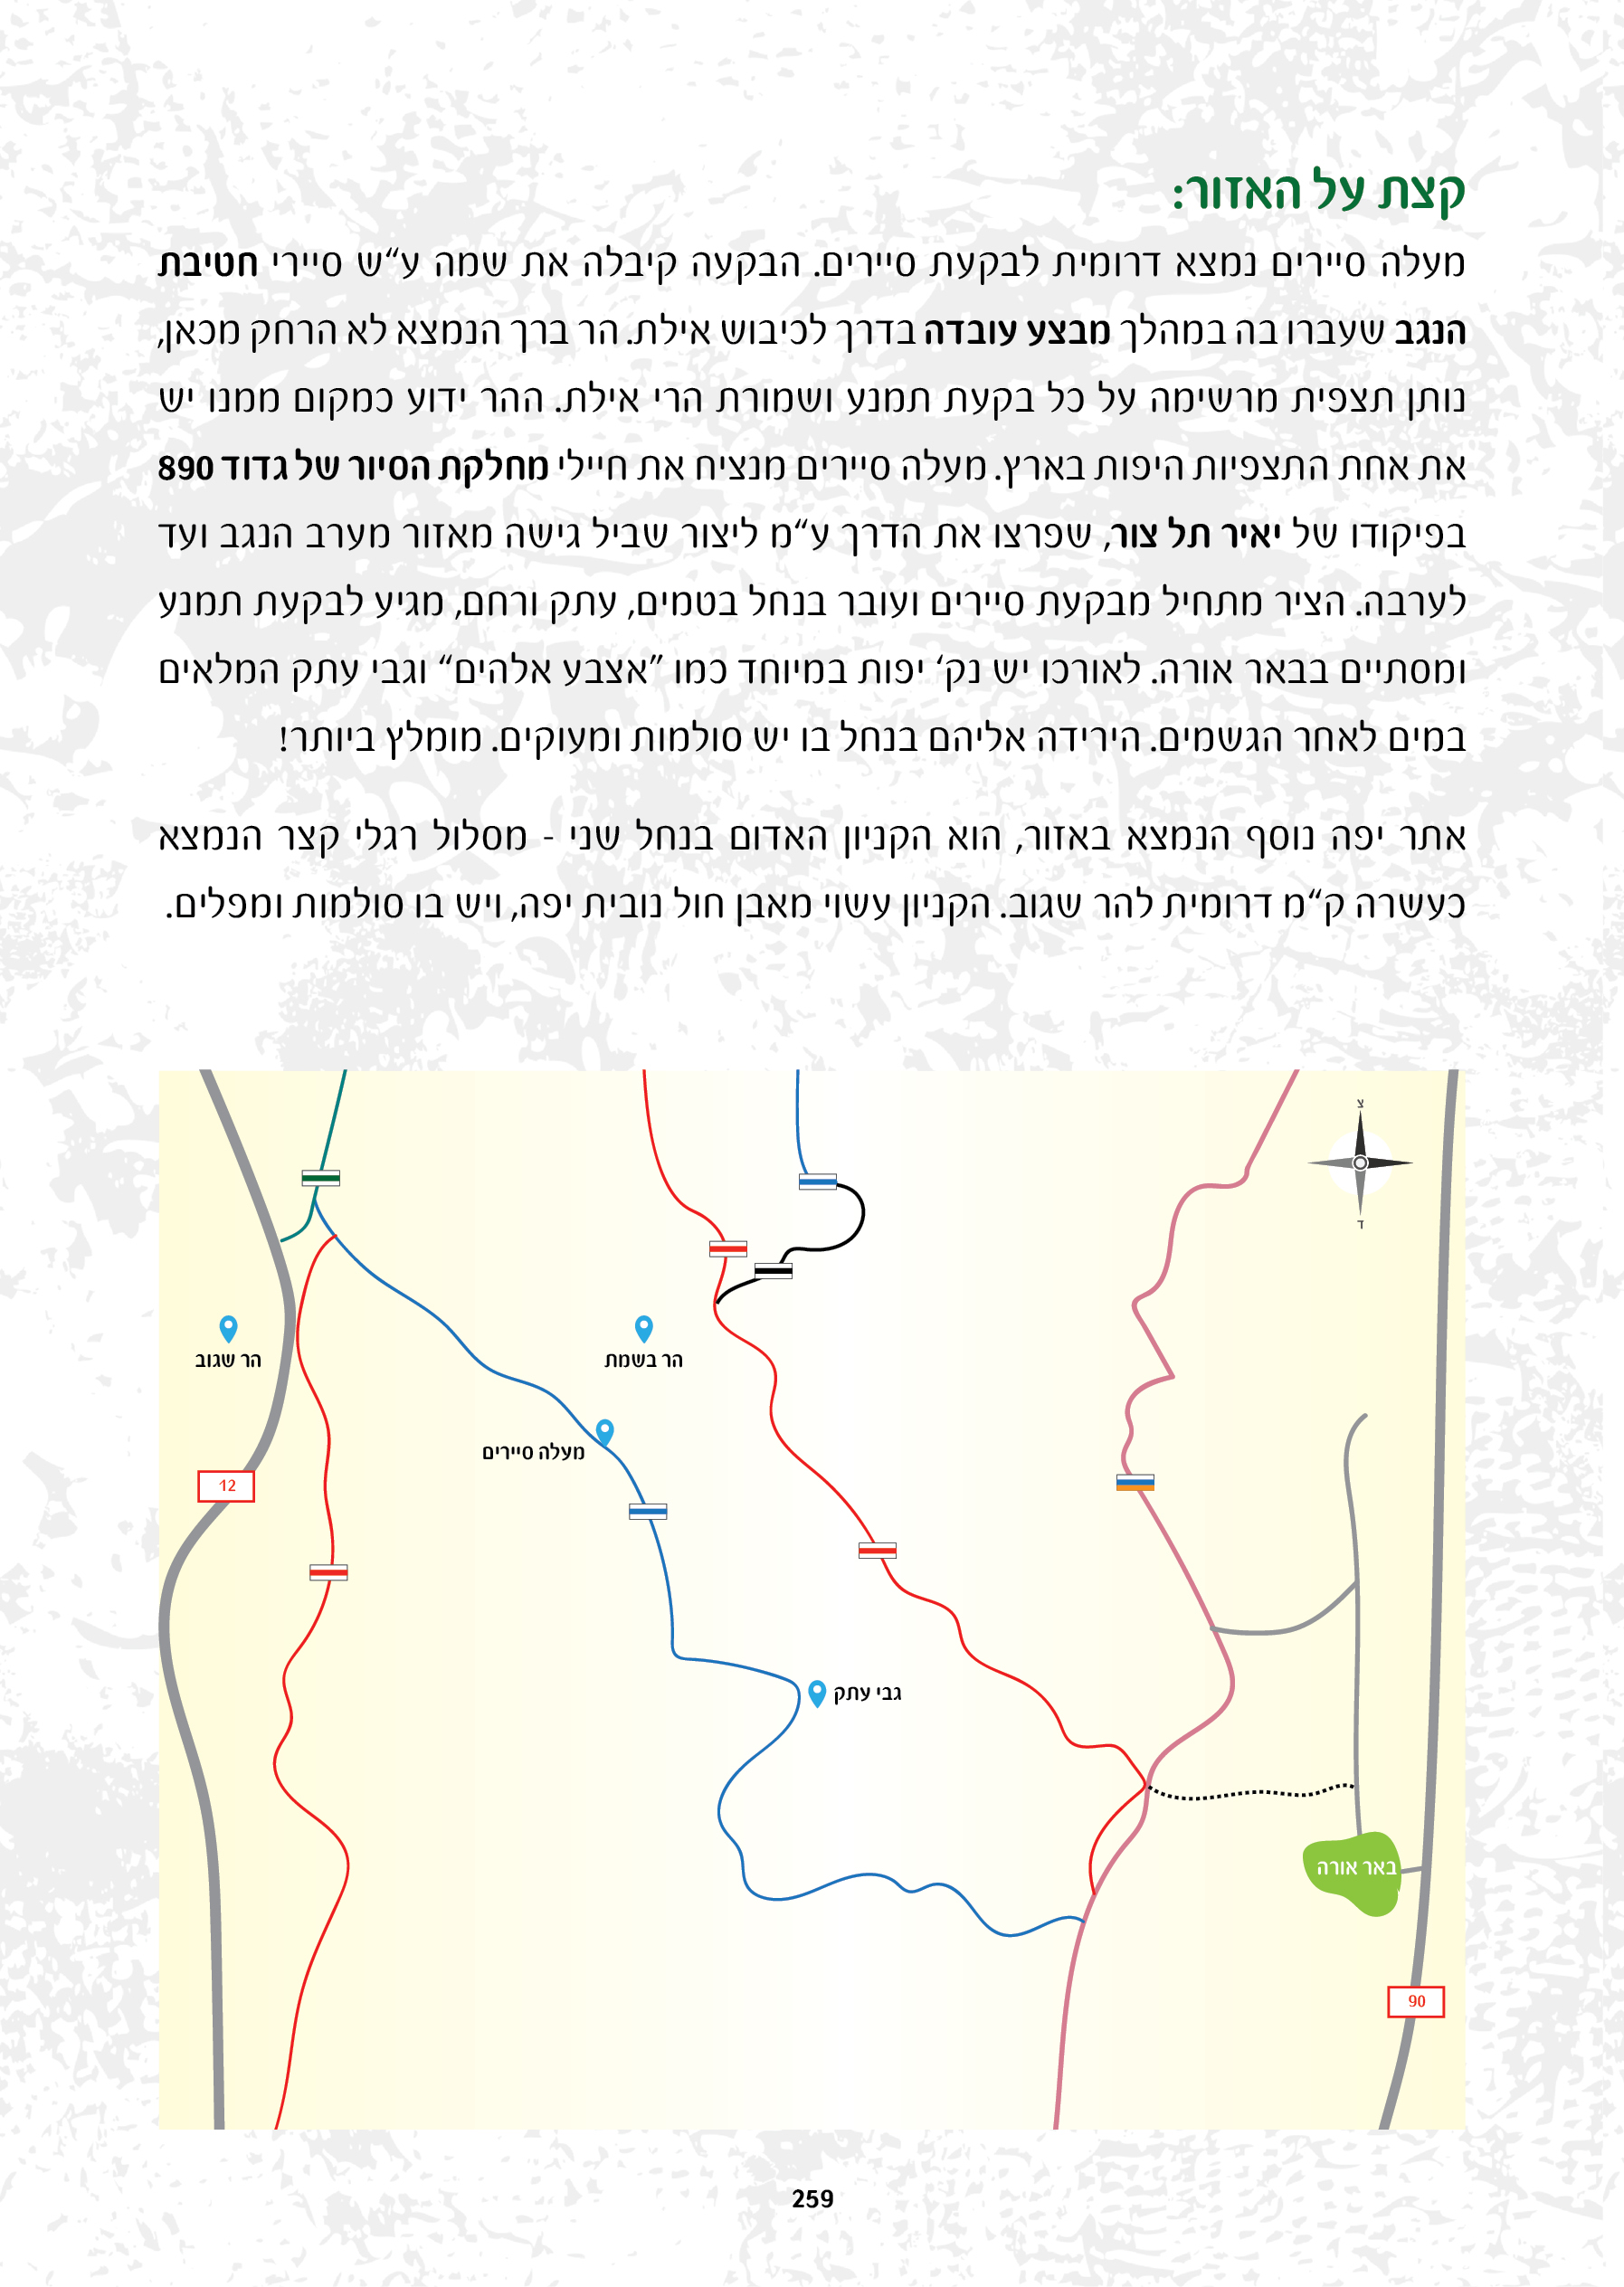 קצת על האזור:
מעלה סיירים נמצא דרומית לבקעת סיירים. הבקעה קיבלה את שמה ע“ש סיירי חטיבת
הנגב שעברו בה במהלך מבצע עובדה בדרך לכיבוש אילת. הר ברך הנמצא לא הרחק מכאן,
נותן תצפית מרשימה על כל בקעת תמנע ושמורת הרי אילת. ההר ידוע כמקום ממנו יש
את אחת התצפיות היפות בארץ. מעלה סיירים מנציח את חיילי מחלקת הסיור של גדוד 890
בפיקודו של יאיר תל צור, שפרצו את הדרך ע“מ ליצור שביל גישה מאזור מערב הנגב ועד
לערבה. הציר מתחיל מבקעת סיירים ועובר בנחל בטמים, עתק ורחם, מגיע לבקעת תמנע
ומסתיים בבאר אורה. לאורכו יש נק‘ יפות במיוחד כמו ”אצבע אלהים“ וגבי עתק המלאים
במים לאחר הגשמים. הירידה אליהם בנחל בו יש סולמות ומעוקים. מומלץ ביותר!
אתר יפה נוסף הנמצא באזור, הוא הקניון האדום בנחל שני - מסלול רגלי קצר הנמצא
כעשרה ק“מ דרומית להר שגוב. הקניון עשוי מאבן חול נובית יפה, ויש בו סולמות ומפלים.
צ
ד
הר בשמת
הר שגוב
מעלה סיירים
12
גבי עתק
באר אורה
90
259